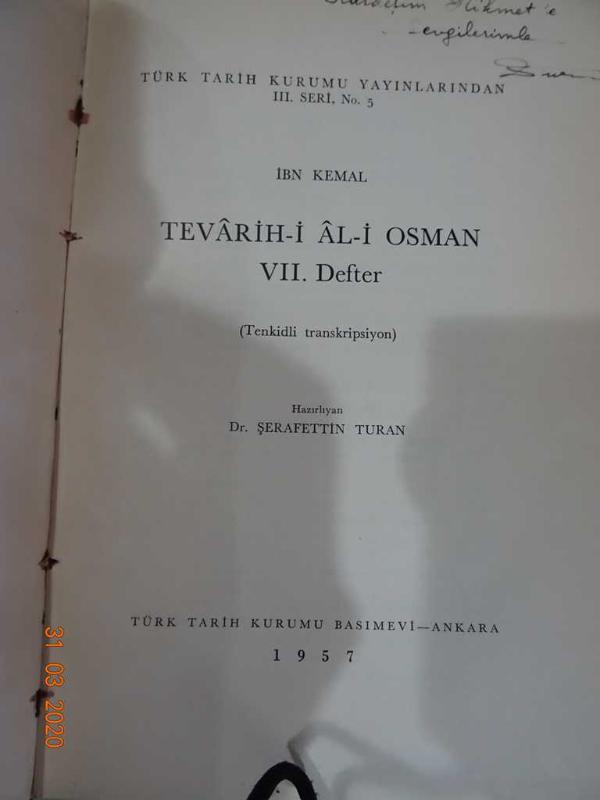 Kardeşim Hikmet'e
TÜRK TARİH KURUMU YAYINLARINDAN
III. SERİ, No. 5
İBN KEMAL
TEVÂRİH-İ ÂL-İ OSMAN
VII. Defter
(Tenkidli transkripsiyon)
Hazırlıyan
Dr. ŞERAFETTİN TURAN
TÜRK TARİH KURUMU BASIMEVİ—ANKARA
1957
31 03 2020